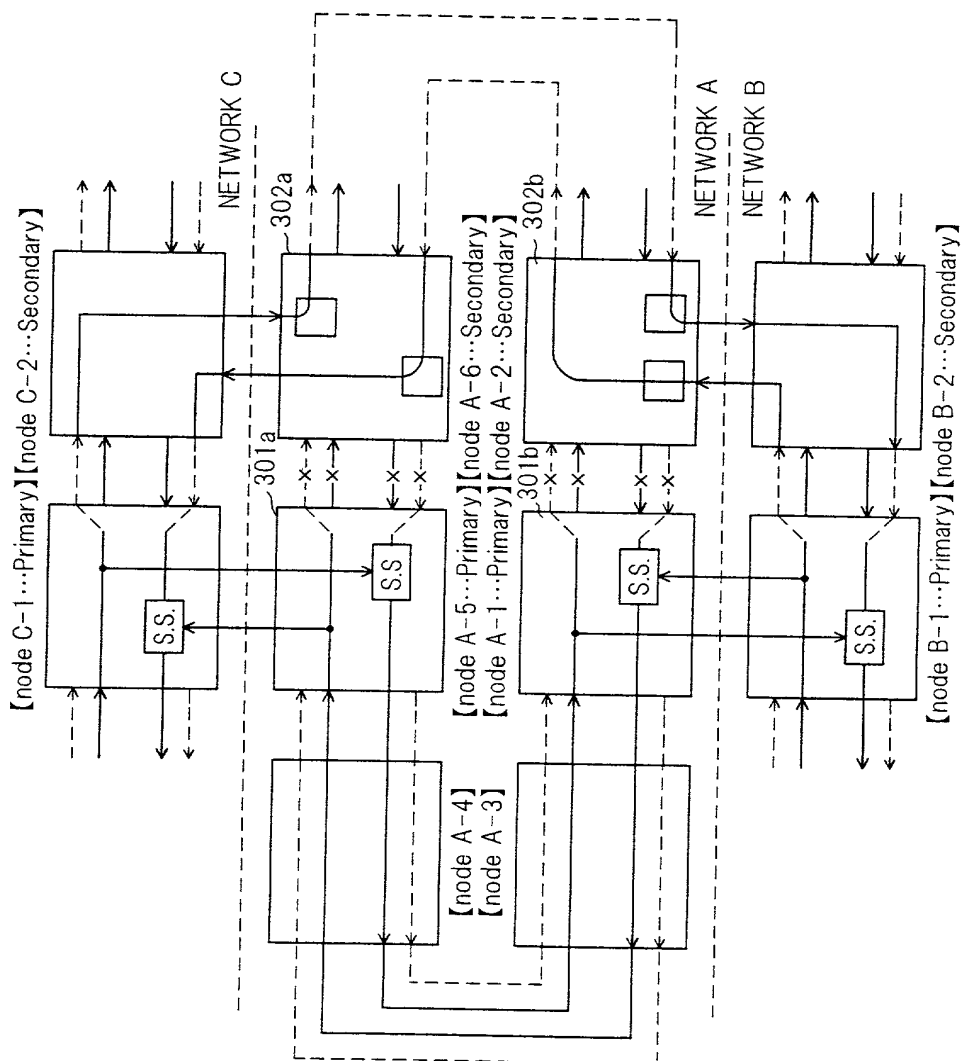 NETWORK C
302a
【node C-1…Primary】【node C-2…Secondary】
S.S.
301a
S.S
【node A-5…Primary】【node A-6…Secondary】
【node A-1…Primary】【node A-2…Secondary】
NETWORK A
NETWORK B
302b
301b
S.S.
【node A-4】
【node A-3】
S.S.
【node B-1…Primary】【node B-2…Secondary】